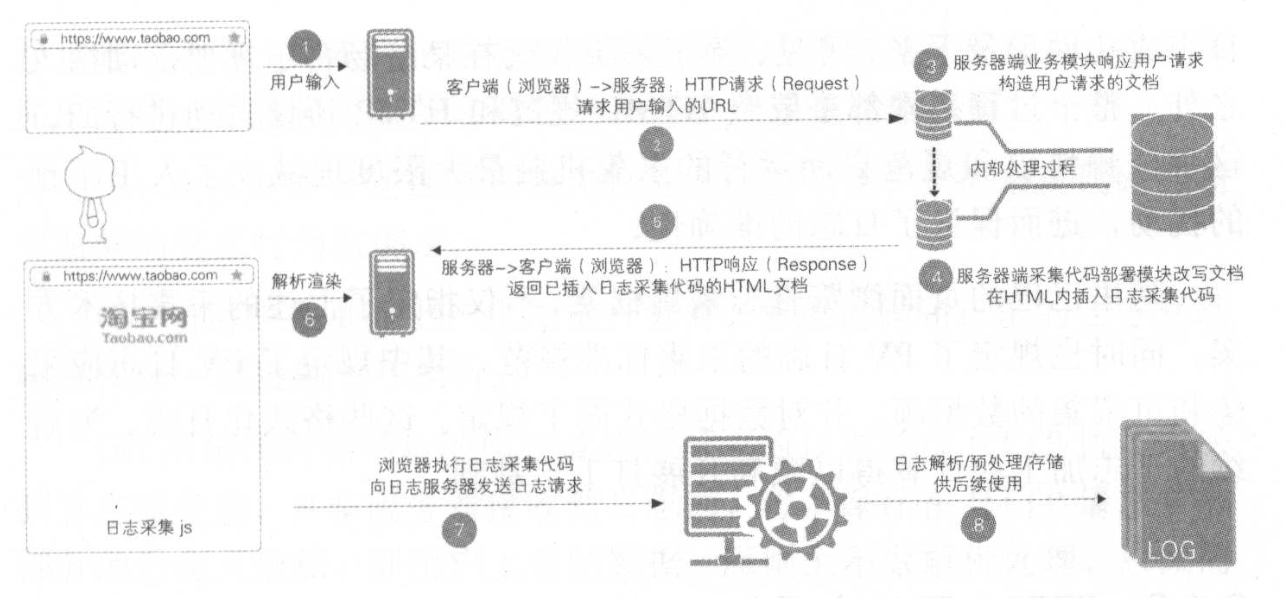 https://www.taobao.com
1
用户输入
客户端（浏览器）->服务器：HTTP请求（Request）
请求用户输入的URL
2
3
服务器端业务模块响应用户请求
构造用户请求的文档
内部处理过程
4
服务器端采集代码部署模块改写文档
在HTML内插入日志采集代码
5
服务器->客户端（浏览器）：HTTP响应（Response）
返回已插入日志采集代码的HTML文档
https://www.taobao.com
解析渲染
6
淘宝网
Taobao.com
日志采集 js
浏览器执行日志采集代码
向日志服务器发送日志请求
7
日志解析/预处理/存储
供后续使用
8
LOG